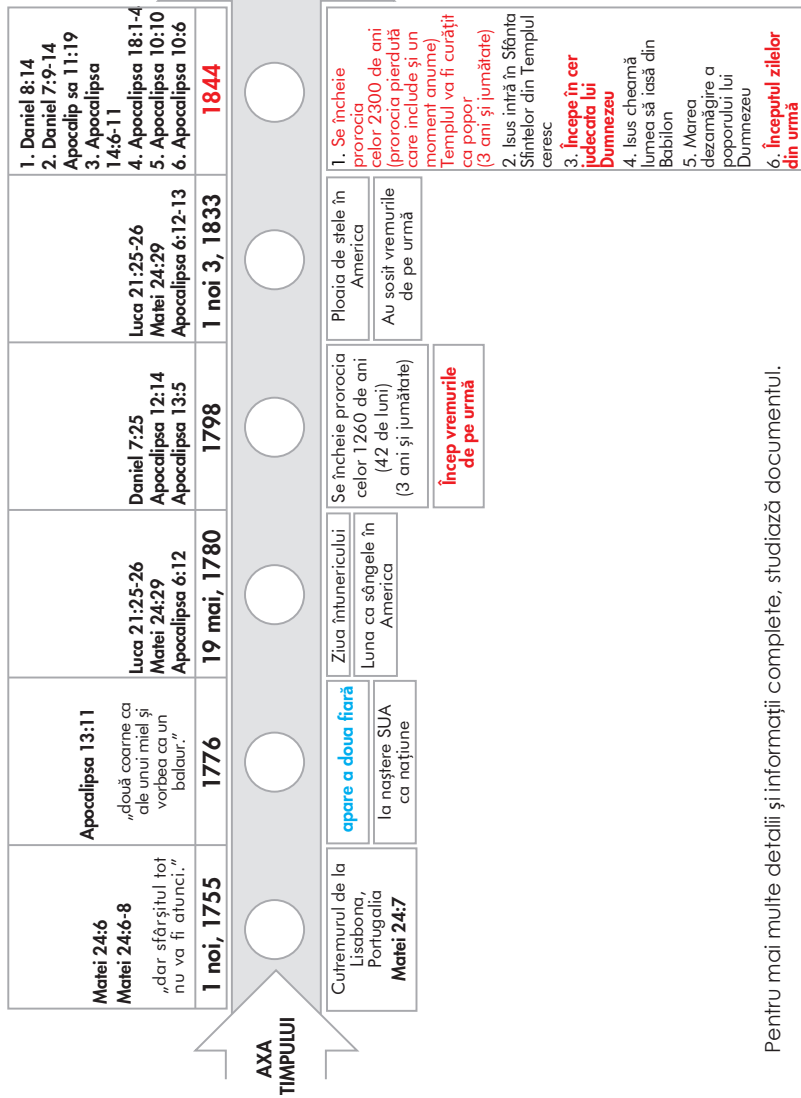 AXA
TIMPULUI
Matei 24:6
Matei 24:6-8
„dar sfârșitul tot
nu va fi atunci.”
1 noi, 1755
Cutremurul de la
Lisabona,
Portugalia
Matei 24:7
Apocalipsa 13:11
„două coarne ca
ale unui miel și
vorbea ca un
balaur.”
1776
apare a doua fiară
Ia naștere SUA
ca națiune
Luca 21:25-26
Matei 24:29
Apocalipsa 6:12
19 mai, 1780
Ziua întunericului
Luna ca sângele în
America
Daniel 7:25
Apocalipsa 12:14
Apocalipsa 13:5
1798
Se încheie prorocia
celor 1260 de ani
(42 de luni)
(3 ani și jumătate)
Încep vremurile
de pe urmă
Luca 21:25-26
Matei 24:29
Apocalipsa 6:12-13
1 noi 3, 1833
Ploaia de stele în
America
Au sosit vremurile
de pe urmă
1. Daniel 8:14
2. Daniel 7:9-14
Apocalip sa 11:19
3. Apocalipsa
14:6-11
4. Apocalipsa 18:1-4
5. Apocalipsa 10:10
6. Apocalipsa 10:6
1844
1. Se încheie
prorocia
celor 2300 de ani
(prorocia pierdută
care include și un
moment anume)
Templul va fi curățit
ca popor
(3 ani și jumătate)
2. Isus intră în Sfânta
Sfintelor din Templul
ceresc
3. Începe in cer
judecata lui
Dumnezeu
4. Isus cheamă
lumea să iasă din
Babilon
5. Marea
dezamăgire a
poporului lui
Dumnezeu
6. Începutul zilelor
din urmă
Pentru mai multe detalii și informații complete, studiază documentul.